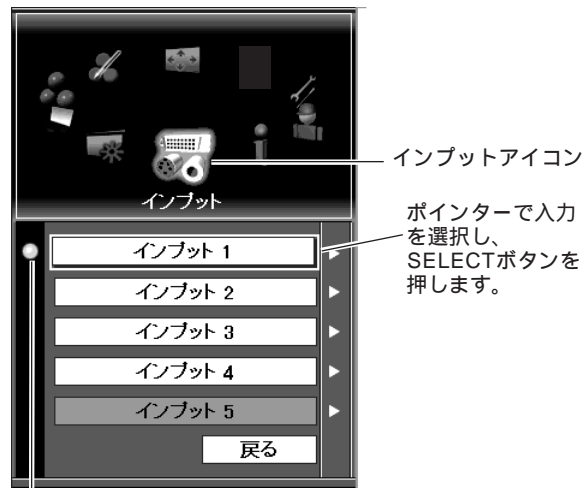 インプットアイコン
インプット
ポインターで入力
を選択し、
SELECTボタンを
押します。
インプット 1
インプット 2
インプット 3
インプット 4
インプット 5
戻る